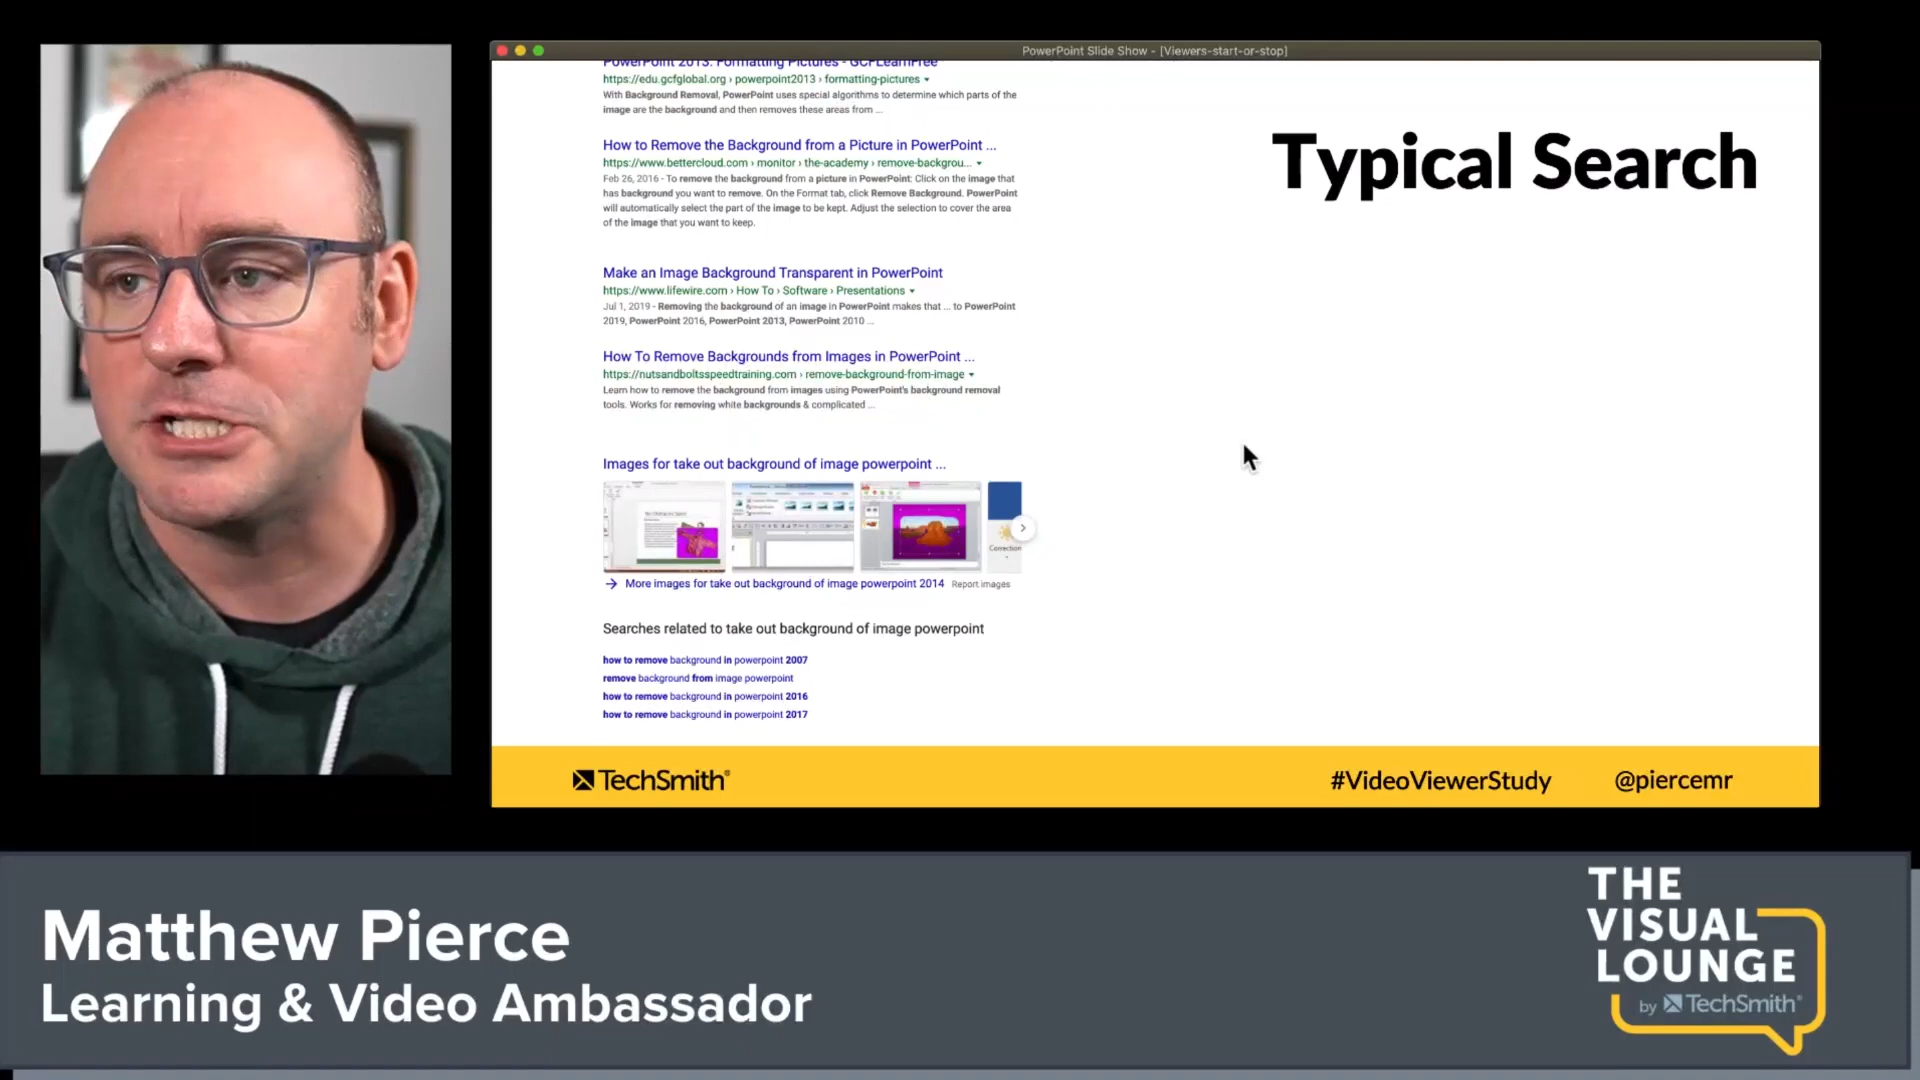 PowerPoint Slide Show - [Viewers-start-or-stop]
PowerPoint 2013: Formatting Pictures - GCFLearnFree
https://edu.gcfglobal.org › powerpoint2013 › formatting-pictures
With Background Removal, PowerPoint uses special algorithms to determine which parts of the
image are the background and then removes these areas from ...
How to Remove the Background from a Picture in PowerPoint ...
https://www.bettercloud.com › monitor › the-academy › remove-backgrou...
Feb 26, 2016 - To remove the background from a picture in PowerPoint: Click on the image that
has background you want to remove. On the Format tab, click Remove Background. PowerPoint
will automatically select the part of the image to be kept. Adjust the selection to cover the area
of the image that you want to keep.
Make an Image Background Transparent in PowerPoint
https://www.lifewire.com › How To › Software › Presentations
Jul 1, 2019 - Removing the background of an image in PowerPoint makes that ... to PowerPoint
2019, PowerPoint 2016, PowerPoint 2013, PowerPoint 2010 ...
How To Remove Backgrounds from Images in PowerPoint ...
https://nutsandboltsspeedtraining.com › remove-background-from-image
Learn how to remove the background from images using PowerPoint's background removal
tools. Works for removing white backgrounds & complicated ...
Images for take out background of image powerpoint ...
Correction
More images for take out background of image powerpoint 2014 Report images
Searches related to take out background of image powerpoint
how to remove background in powerpoint 2007
remove background from image powerpoint
how to remove background in powerpoint 2016
how to remove background in powerpoint 2017
Typical Search
TechSmith®
#VideoViewerStudy
@piercemr
Matthew Pierce
Learning & Video Ambassador
THE
VISUAL
LOUNGE
by TechSmith®